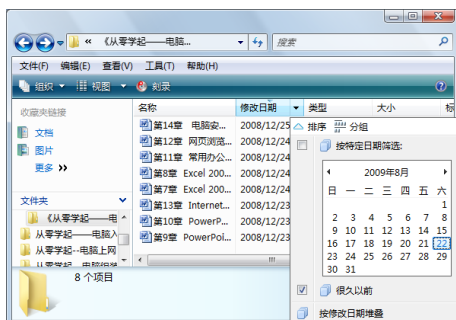 « 《从零学起——电脑...
搜索
文件(F) 编辑(E) 查看(V) 工具(T) 帮助(H)
组织 视图 刻录
收藏夹链接
文档
图片
更多 »
文件夹
《从零学起——电
从零学起——电脑入
从零学起--电脑上网
从零学起——电脑组装
名称 修改日期 类型 大小 标
第14章 电脑安... 2008/12/25
第12章 网页浏览... 2008/12/24
第11章 常用办公... 2008/12/24
第8章 Excel 200... 2008/12/24
第7章 Excel 200... 2008/12/24
第13章 Internet... 2008/12/23
第10章 PowerP... 2008/12/23
第9章 PowerPoi... 2008/12/23
排序 分组
按特定日期筛选:
2009年8月
日 一 二 三 四 五 六
1
2 3 4 5 6 7 8
9 10 11 12 13 14 15
16 17 18 19 20 21 22
23 24 25 26 27 28 29
30 31
很久以前
按修改日期堆叠
8 个项目